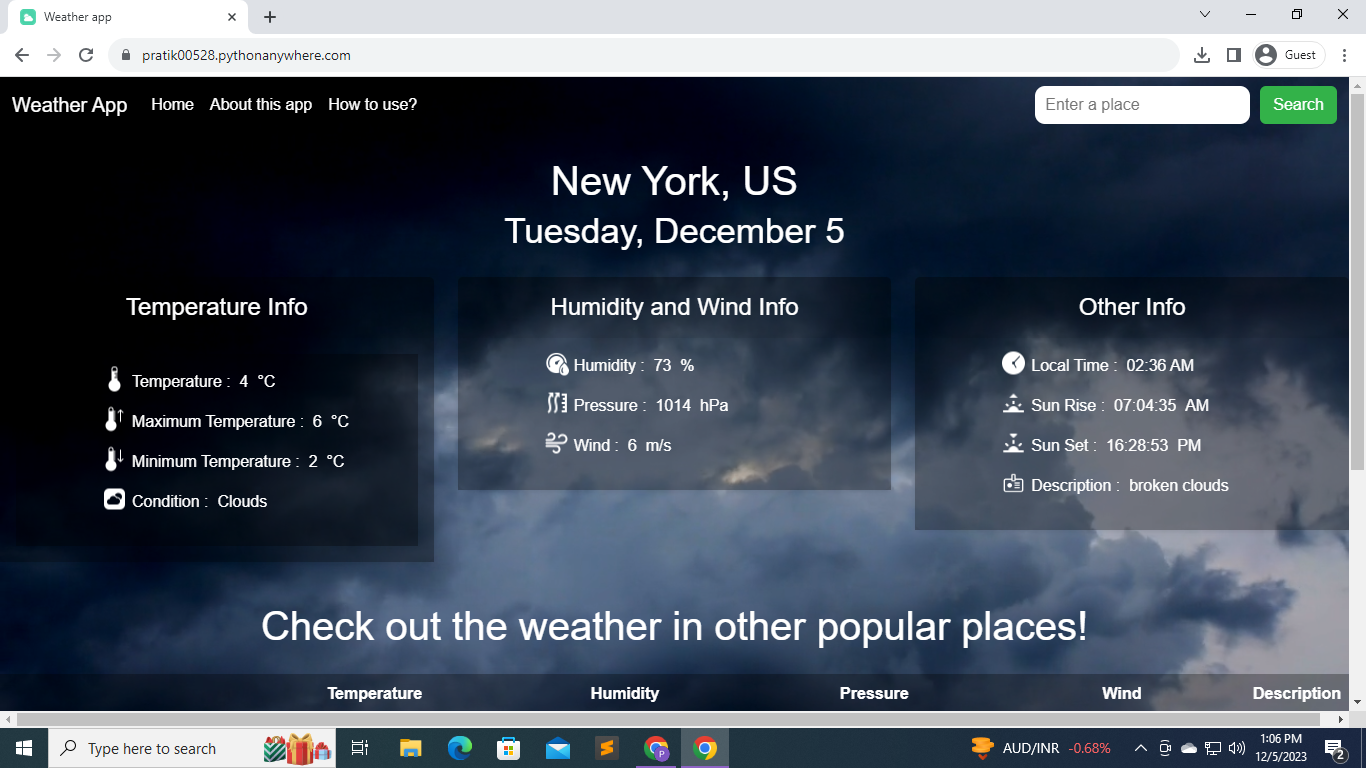 Weather app
pratik00528.pythonanywhere.com
Guest
Weather App Home About this app How to use? Enter a place Search
New York, US
Tuesday, December 5
Temperature Info
Temperature : 4 °C
Maximum Temperature : 6 °C
Minimum Temperature : 2 °C
Condition : Clouds
Humidity and Wind Info
Humidity : 73 %
Pressure : 1014 hPa
Wind : 6 m/s
Other Info
Local Time : 02:36 AM
Sun Rise : 07:04:35 AM
Sun Set : 16:28:53 PM
Description : broken clouds
Check out the weather in other popular places!
Temperature Humidity Pressure Wind Description
Type here to search
P
AUD/INR -0.68%
1:06 PM
12/5/2023
2